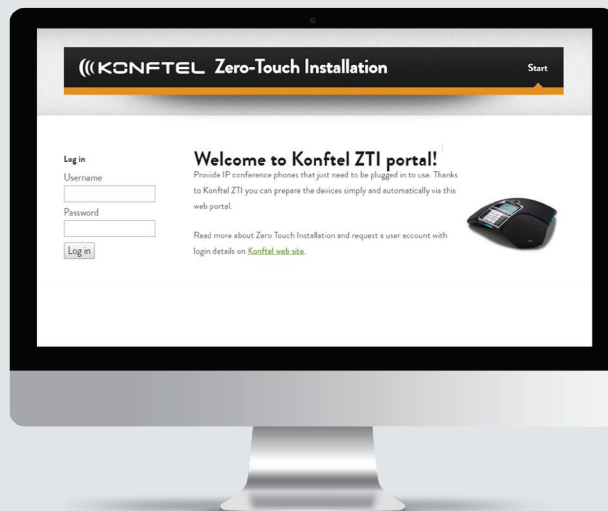 KONFTEL Zero-Touch Installation
Start
Log in
Username
Password
Log in
Welcome to Konftel ZTI portal!
Provide IP conference phones that just need to be plugged in to use. Thanks
to Konftel ZTI you can prepare the devices simply and automatically via this
web portal.
Read more about Zero Touch Installation and request a user account with
login details on Konftel web site.